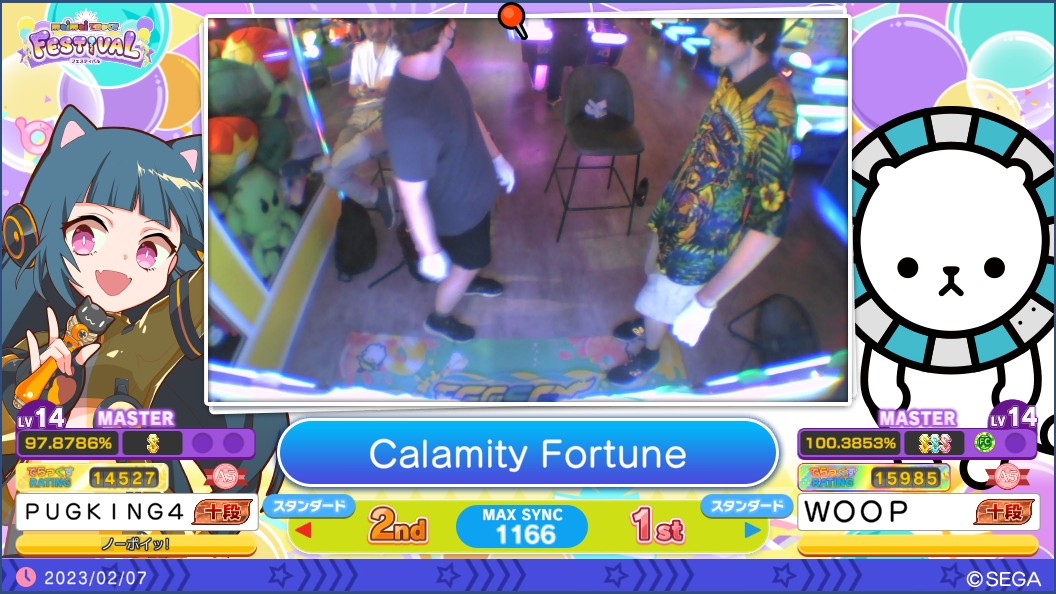 maimai でらっくす
FESTiVAL
フェスティバル
LV 14
MASTER
97.8786%
S
でらっくす
RATING
14527
A5
PUGKING4
十段
ノーポイッ!
Calamity Fortune
スタンダード
2nd
MAX SYNC
1166
1st
スタンダード
MASTER
LV 14
100.3853%
SSS
FC
でらっくす
RATING
15985
A5
WOOP
十段
2023/02/07
©SEGA